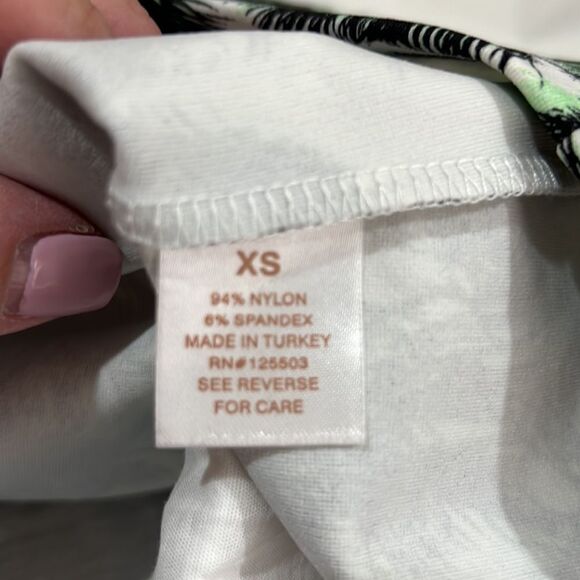 XS
94% NYLON
6% SPANDEX
MADE IN TURKEY
RN#125503
SEE REVERSE
FOR CARE